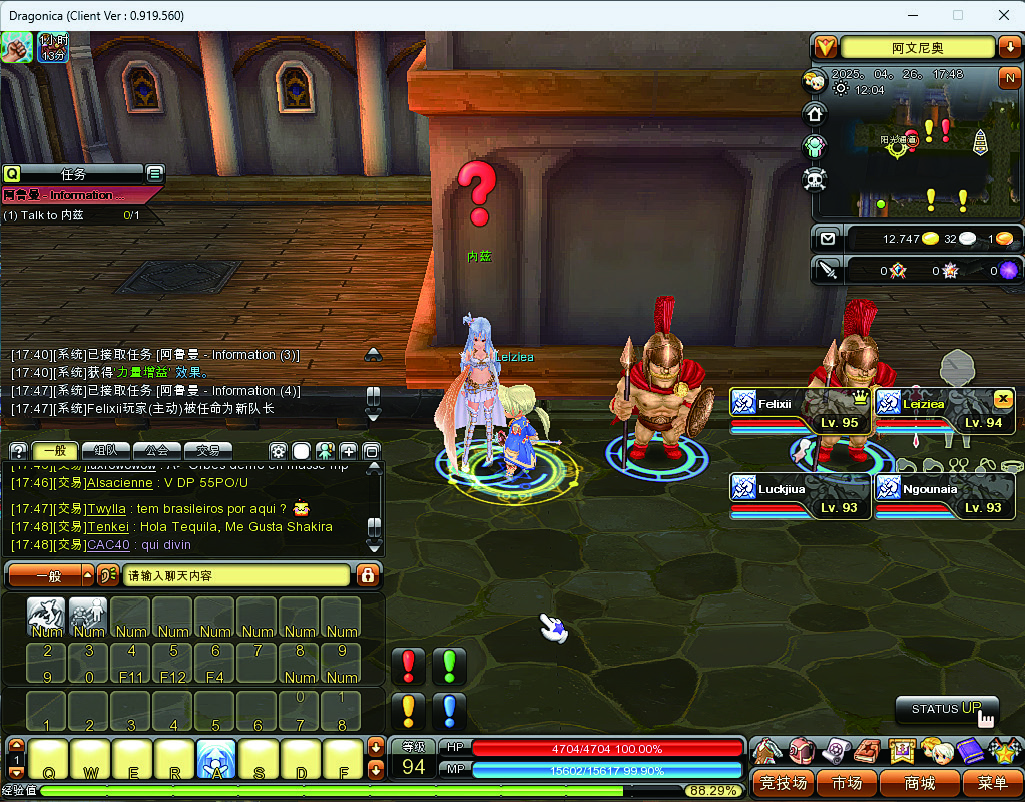 Dragonica (Client Ver : 0.919.560)
1小时
13分
阿文尼奥
2025。 04。 26。 17:48
12:04
N
阳光通道
12.747 32 1
0 0 0
Q 任务
阿鲁曼 - Information ...
(1) Talk to 内兹 0/1
内兹
Leiziea
[17:40][系统]已接取任务 [阿鲁曼 - Information (3)]
[17:40][系统]获得'力量增益' 效果。
[17:47][系统]已接取任务 [阿鲁曼 - Information (4)]
[17:47][系统]Felixii玩家(主动)被任命为新队长
Felixii
Lv. 95
Leiziea
Lv. 94
Luckjiua
Lv. 93
Ngounaia
Lv. 93
? 一般 组队 公会 交易
[17:46][交易]Alsacienne : V DP 55PO/U
[17:47][交易]Twylla : tem brasileiros por aqui ?
[17:48][交易]Tenkei : Hola Tequila, Me Gusta Shakira
[17:48][交易]CAC40 : qui divin
一般 请输入聊天内容
Num Num Num Num Num Num Num Num
2 3 4 5 6 7 8 9
9 0 F11 F12 F4 Num Num
0 1
1 2 3 4 5 6 7 8
STATUS UP
1 Q W E R A S D F
等级
94
HP 4704/4704 100.00%
MP 15602/15617 99.90%
经验值 88.29%
竞技场 市场 商城 菜单